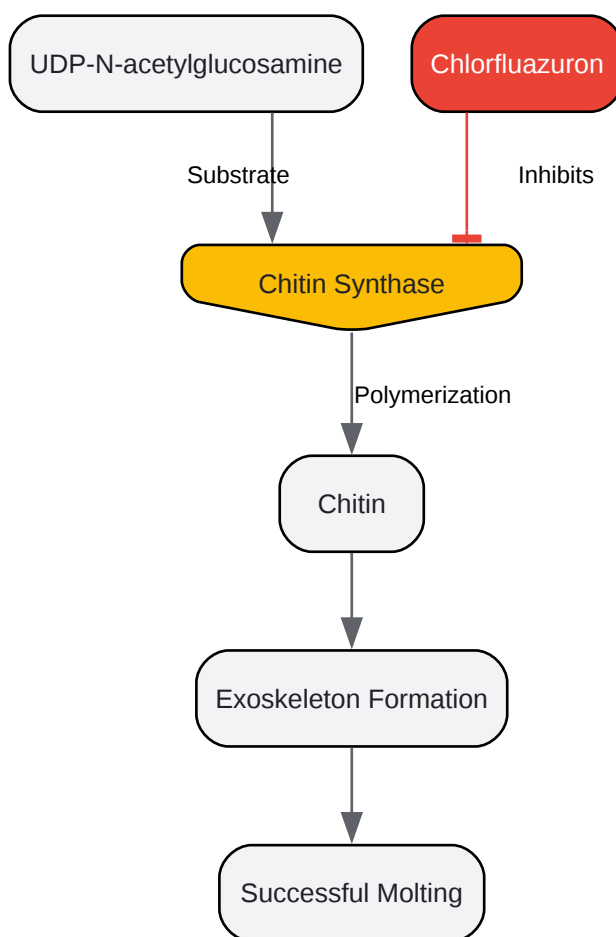 UDP-N-acetylglucosamine
Chlorfluazuron
Substrate
Inhibits
Chitin Synthase
Polymerization
Chitin
Exoskeleton Formation
Successful Molting